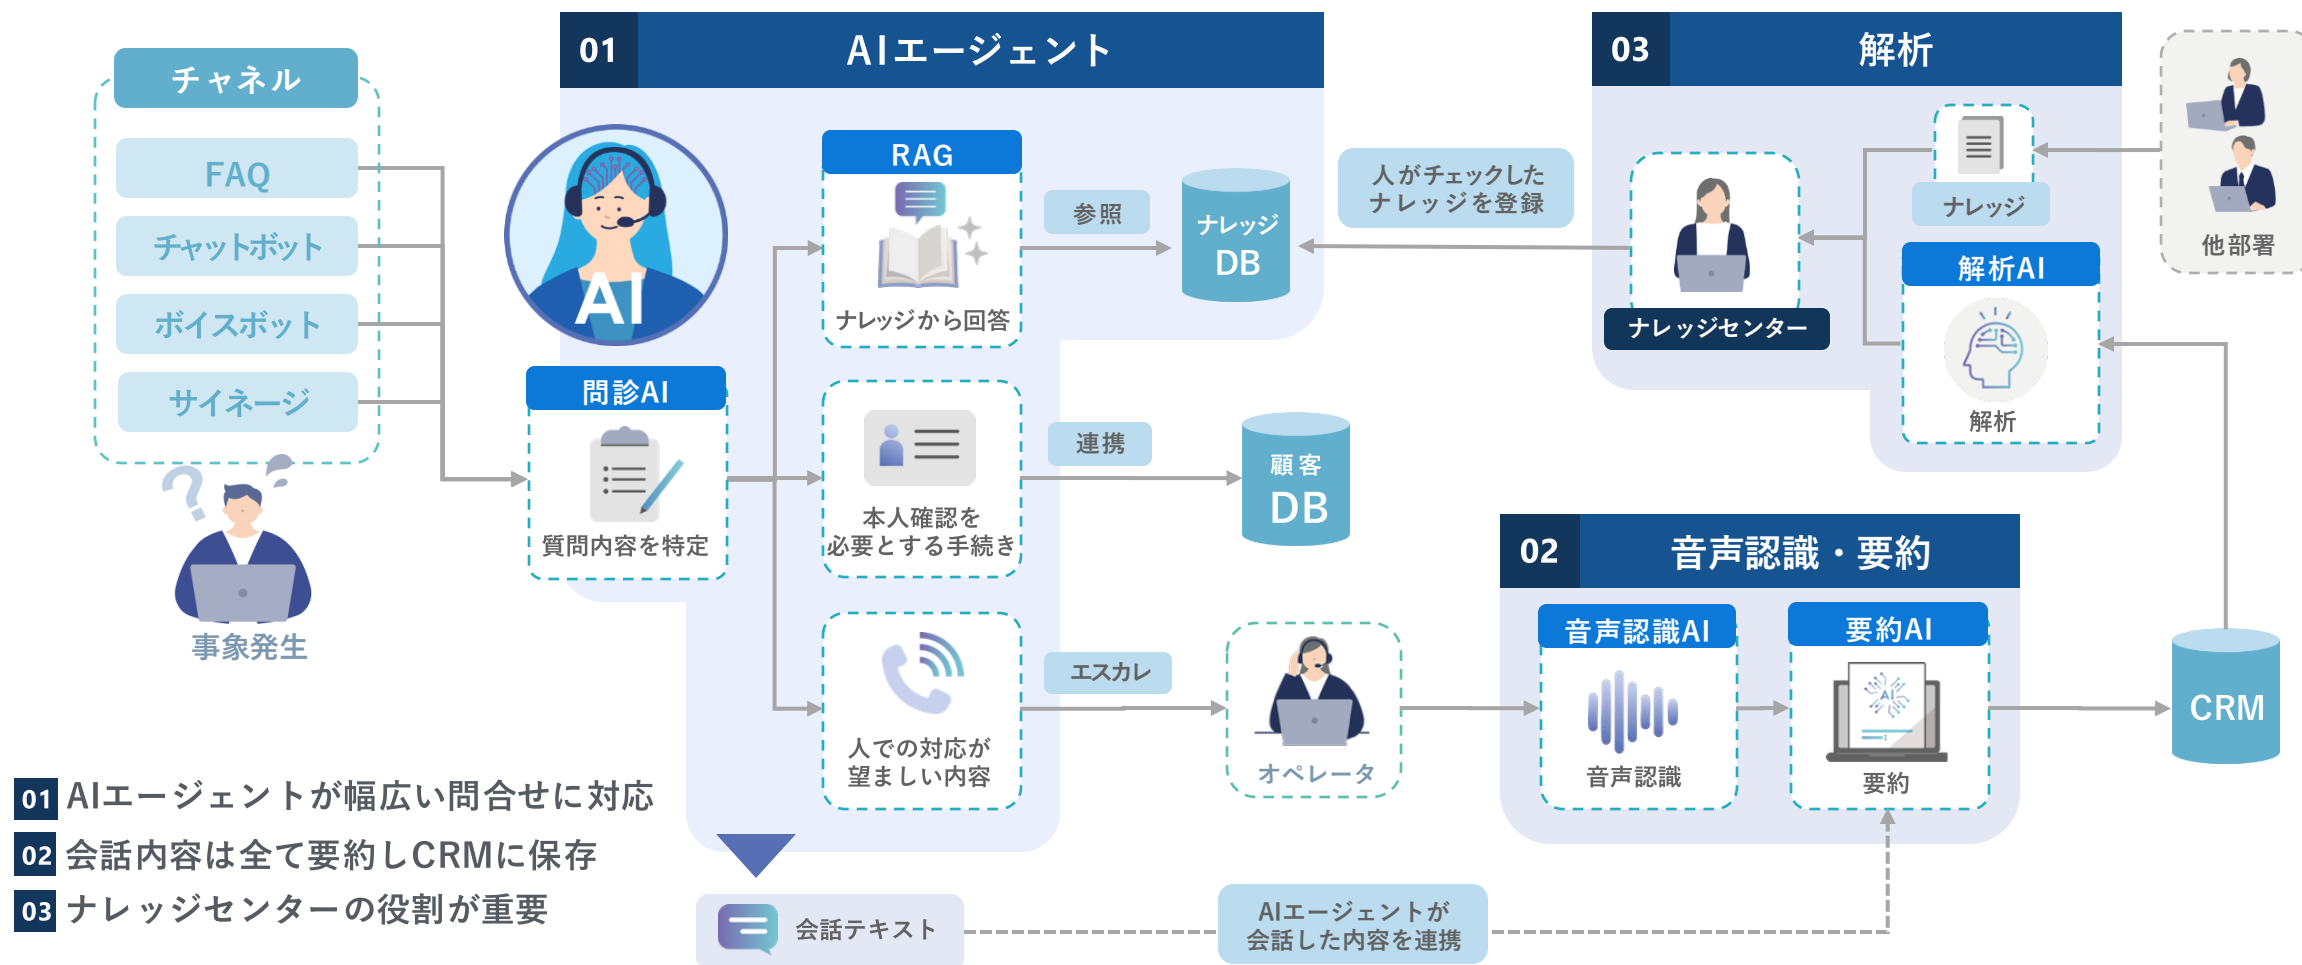 チャネル
FAQ
チャットボット
ボイスボット
サイネージ
事象発生
01
AIエージェント
AI
問診AI
質問内容を特定
RAG
ナレッジから回答
参照
ナレッジ
DB
本人確認を
必要とする手続き
連携
顧客
DB
人での対応が
望ましい内容
エスカレ
オペレータ
人がチェックした
ナレッジを登録
03
解析
ナレッジセンター
ナレッジ
解析AI
解析
他部署
02
音声認識・要約
音声認識AI
音声認識
要約AI
AI
要約
CRM
会話テキスト
AIエージェントが
会話した内容を連携
01 AIエージェントが幅広い問合せに対応
02 会話内容は全て要約しCRMに保存
03 ナレッジセンターの役割が重要